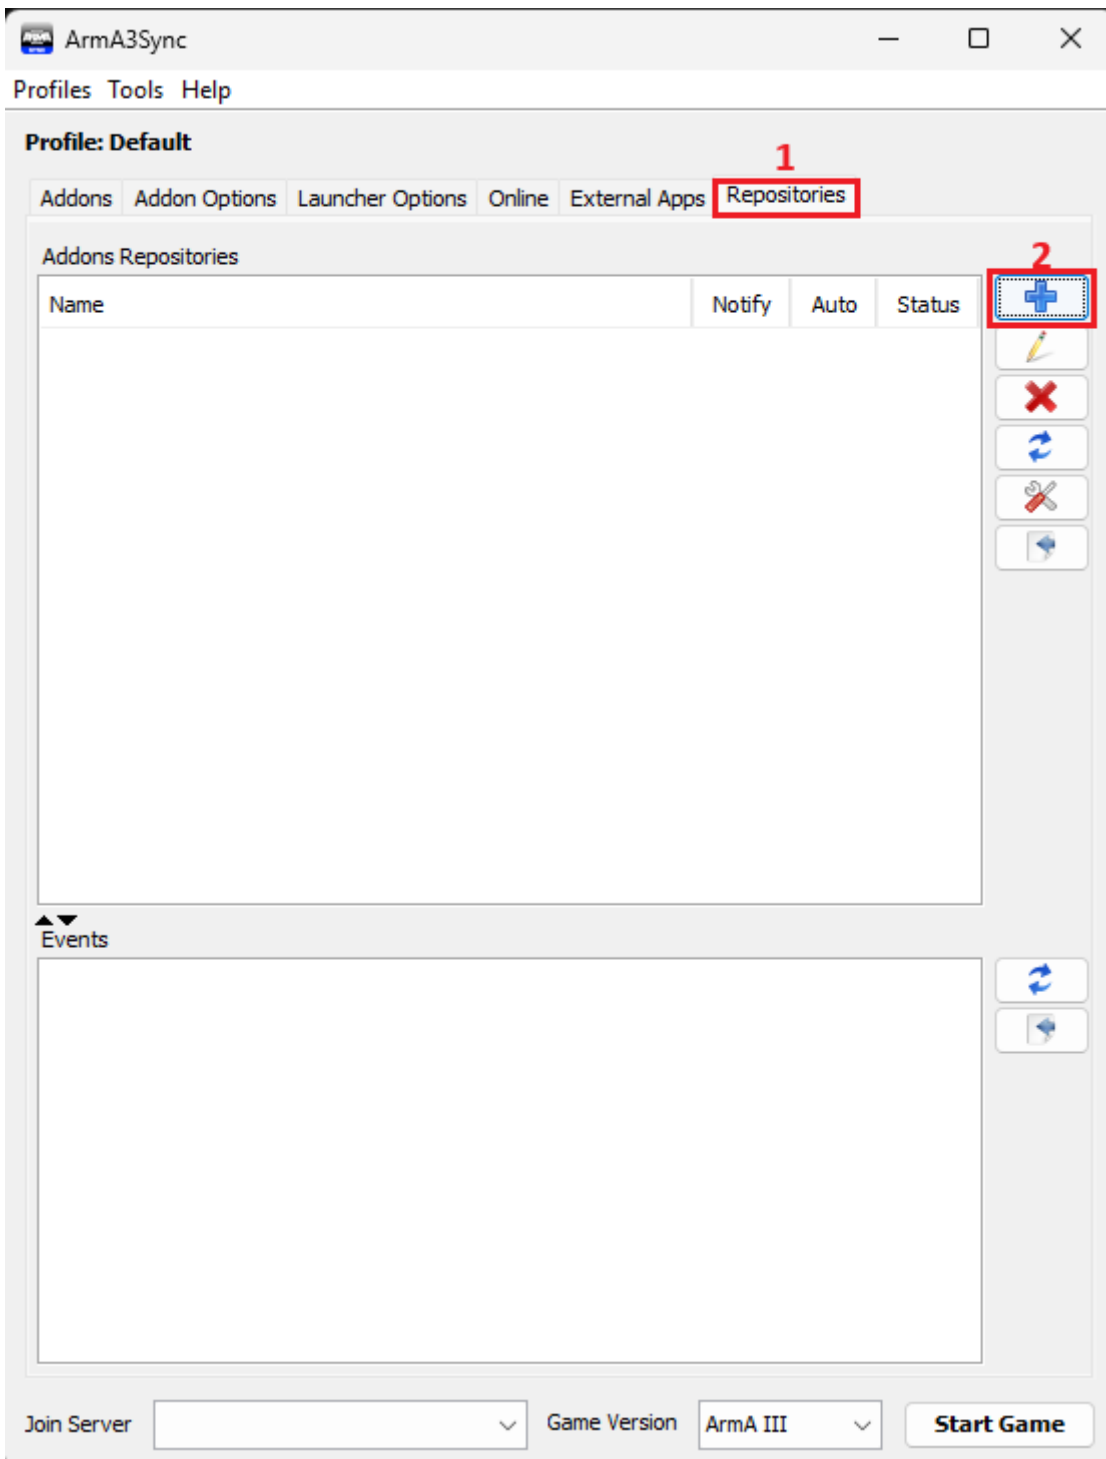 ArmA3Sync
Profiles Tools Help
Profile: Default
1
Addons Addon Options Launcher Options Online External Apps Repositories
Addons Repositories
2
Name Notify Auto Status
Events
Join Server Game Version ArmA III Start Game